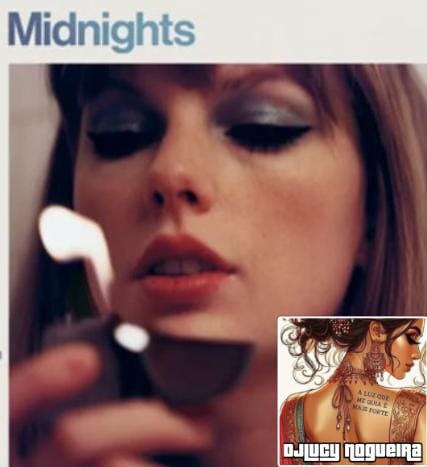 Midnights
A LUZ QUE
ME GUIA É
MAIS FORTE
DJLUCY NOGUEIRA